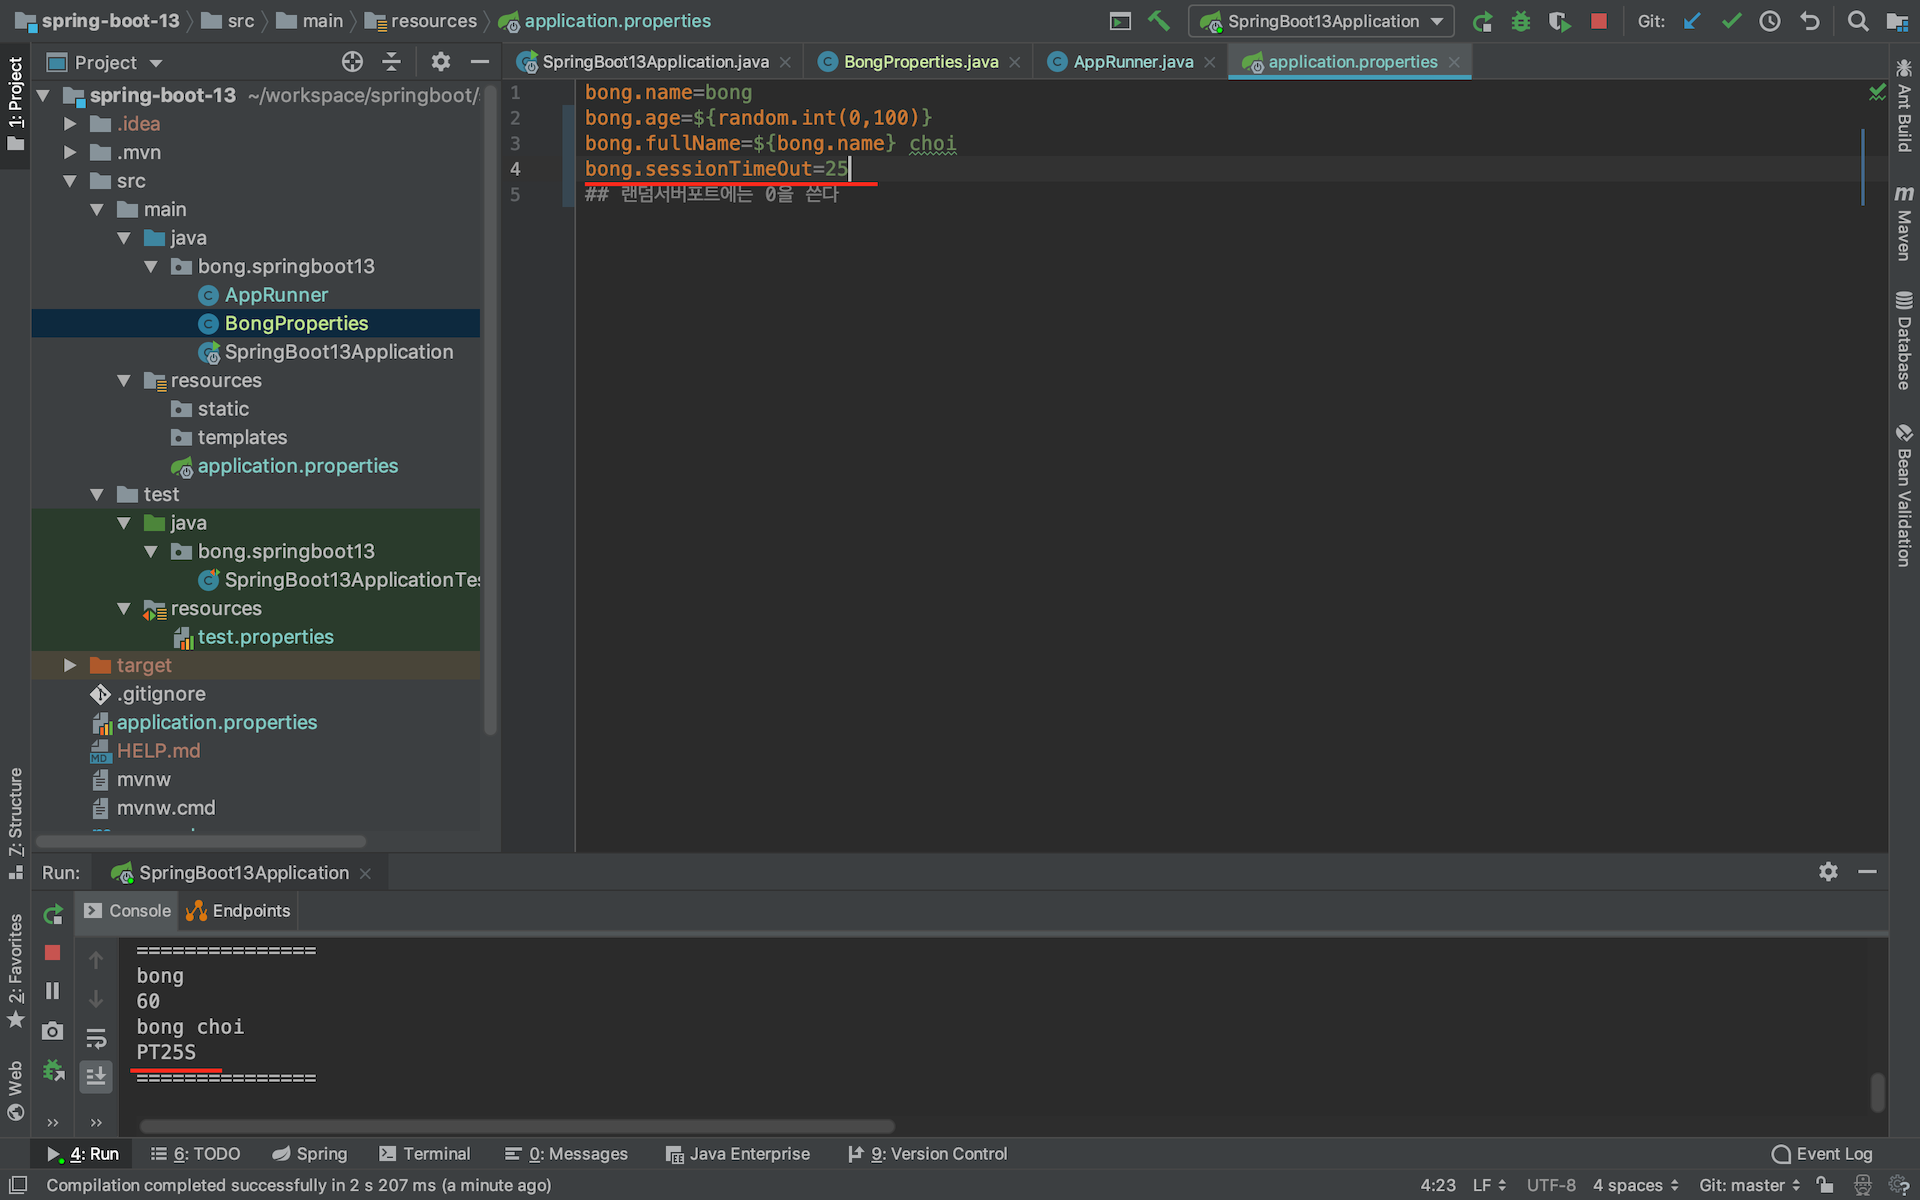 spring-boot-13 src main resources application.properties SpringBoot13Application Git:
1: Project
Project
SpringBoot13Application.java BongProperties.java AppRunner.java application.properties
spring-boot-13 ~/workspace/springboot/
.idea
.mvn
src
main
java
bong.springboot13
AppRunner
BongProperties
SpringBoot13Application
resources
static
templates
application.properties
test
java
bong.springboot13
SpringBoot13ApplicationTes
resources
test.properties
target
.gitignore
application.properties
HELP.md
mvnw
mvnw.cmd
1 bong.name=bong
2 bong.age=${random.int(0,100)}
3 bong.fullName=${bong.name} choi
4 bong.sessionTimeOut=25
5 ## 랜덤서버포트에는 0을 쓴다
Ant Build
Maven
Database
Bean Validation
Z: Structure
2: Favorites
Web
Run: SpringBoot13Application
Console Endpoints
===============
bong
60
bong choi
PT25S
===============
4: Run 6: TODO Spring Terminal 0: Messages Java Enterprise 9: Version Control Event Log
Compilation completed successfully in 2 s 207 ms (a minute ago) 4:23 LF UTF-8 4 spaces Git: master